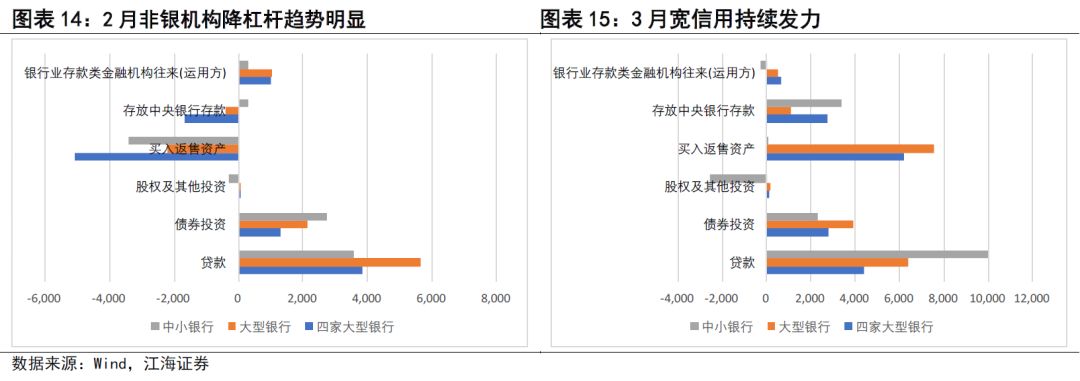 图表 14：2 月非银机构降杠杆趋势明显
银行业存款类金融机构往来(运用方)
存放中央银行存款
买入返售资产
股权及其他投资
债券投资
贷款
-6,000 -4,000 -2,000 0 2,000 4,000 6,000 8,000
中小银行 大型银行 四家大型银行
图表 15：3 月宽信用持续发力
银行业存款类金融机构往来(运用方)
存放中央银行存款
买入返售资产
股权及其他投资
债券投资
贷款
-4,000 -2,000 0 2,000 4,000 6,000 8,000 10,000 12,000
中小银行 大型银行 四家大型银行
数据来源：Wind，江海证券